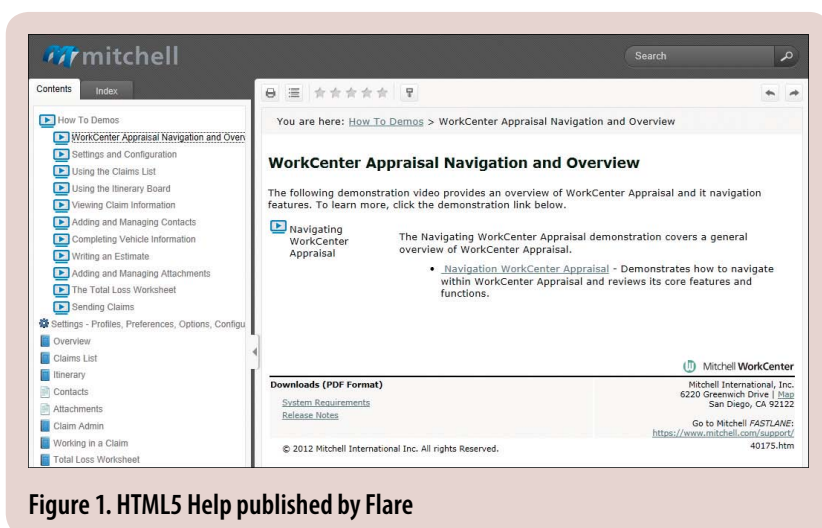 mitchell
Search
Contents
Index
How To Demos
WorkCenter Appraisal Navigation and Overv
Settings and Configuration
Using the Claims List
Using the Itinerary Board
Viewing Claim Information
Adding and Managing Contacts
Completing Vehicle Information
Writing an Estimate
Adding and Managing Attachments
The Total Loss Worksheet
Sending Claims
Settings - Profiles, Preferences, Options, Configu
Overview
Claims List
Itinerary
Contacts
Attachments
Claim Admin
Working in a Claim
Total Loss Worksheet
You are here: How To Demos > WorkCenter Appraisal Navigation and Overview
WorkCenter Appraisal Navigation and Overview
The following demonstration video provides an overview of WorkCenter Appraisal and it navigation
features. To learn more, click the demonstration link below.
Navigating
WorkCenter
Appraisal
The Navigating WorkCenter Appraisal demonstration covers a general
overview of WorkCenter Appraisal.
• Navigation WorkCenter Appraisal - Demonstrates how to navigate
within WorkCenter Appraisal and reviews its core features and
functions.
Mitchell WorkCenter
Downloads (PDF Format)
System Requirements
Release Notes
Mitchell International, Inc.
6220 Greenwich Drive | Map
San Diego, CA 92122
Go to Mitchell FASTLANE:
https://www.mitchell.com/support/
© 2012 Mitchell International Inc. All rights Reserved.
40175.htm
Figure 1. HTML5 Help published by Flare